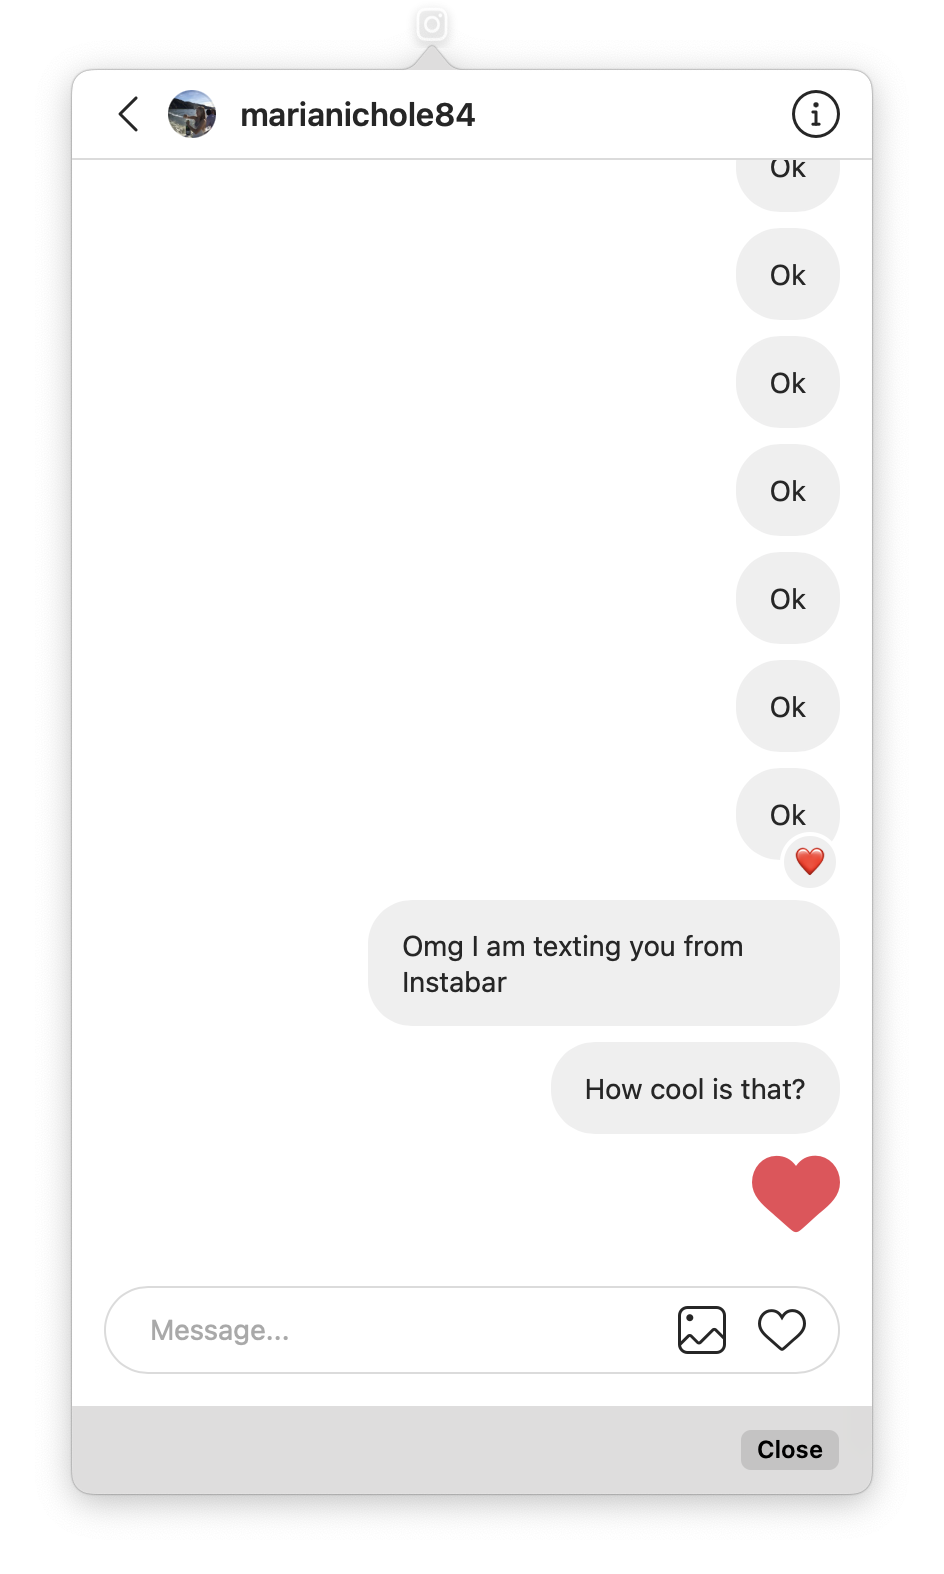 marianichole84
Ok
Ok
Ok
Ok
Ok
Ok
Ok
Omg I am texting you from
Instabar
How cool is that?
Message...
Close